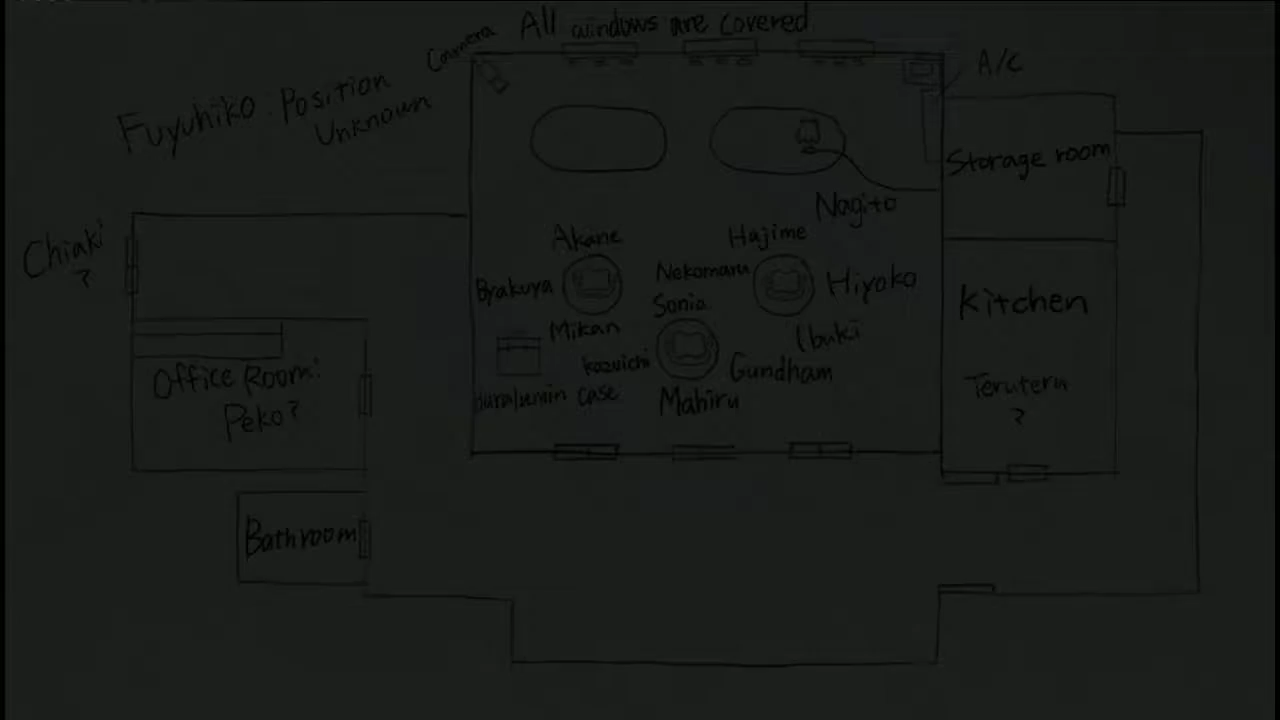 All windows are covered
Camera
A/C
Fuyuhiko: Position
Unknown
Storage room
Nagito
Chiaki
?
Akane
Hajime
Byakuya
Nekomaru
Hiyoko
Sonia
Kitchen
Mikan
Ibuki
kazuichi
Gundham
Office Room:
Peko?
Teruteru
?
duralumin case
Mahiru
Bathroom